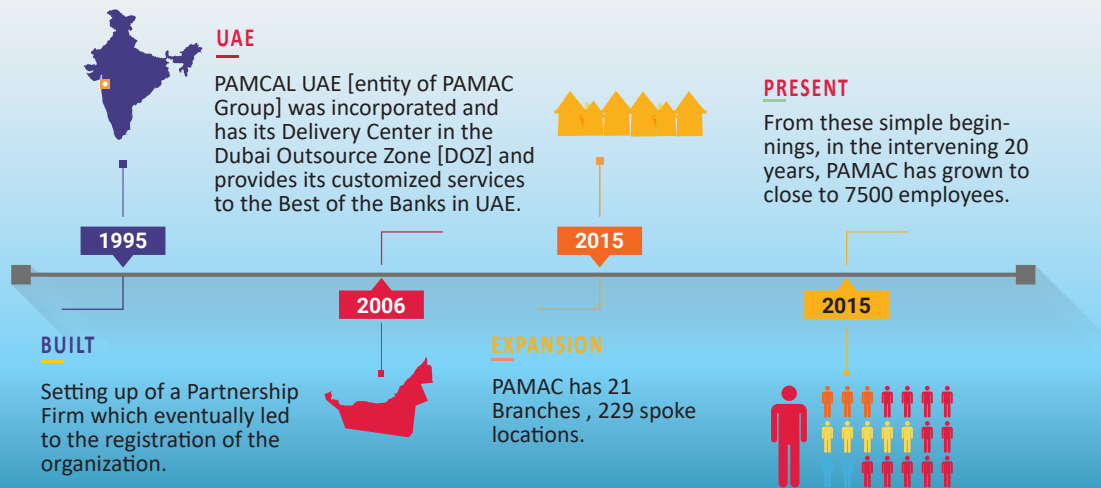 UAE
PAMCAL UAE [entity of PAMAC
Group] was incorporated and
has its Delivery Center in the
Dubai Outsource Zone [DOZ] and
provides its customized services
to the Best of the Banks in UAE.
PRESENT
From these simple begin-
nings, in the intervening 20
years, PAMAC has grown to
close to 7500 employees.
1995
2015
2006
2015
BUILT
Setting up of a Partnership
Firm which eventually led
to the registration of the
organization.
EXPANSION
PAMAC has 21
Branches , 229 spoke
locations.